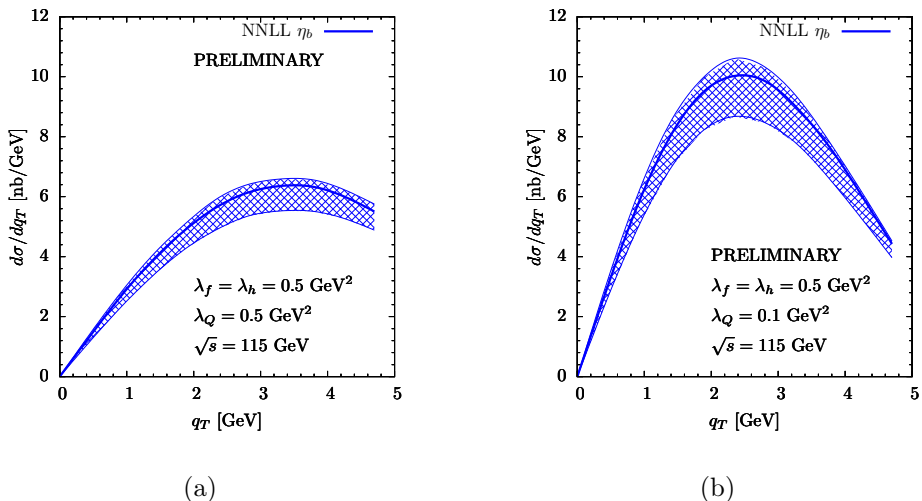 12
10
8
6
4
2
0
dσ/dq_T [nb/GeV]
NNLL η_b
PRELIMINARY
λ_f = λ_h = 0.5 GeV²
λ_Q = 0.5 GeV²
√s = 115 GeV
0 1 2 3 4 5
q_T [GeV]
(a)
12
10
8
6
4
2
0
dσ/dq_T [nb/GeV]
NNLL η_b
PRELIMINARY
λ_f = λ_h = 0.5 GeV²
λ_Q = 0.1 GeV²
√s = 115 GeV
0 1 2 3 4 5
q_T [GeV]
(b)